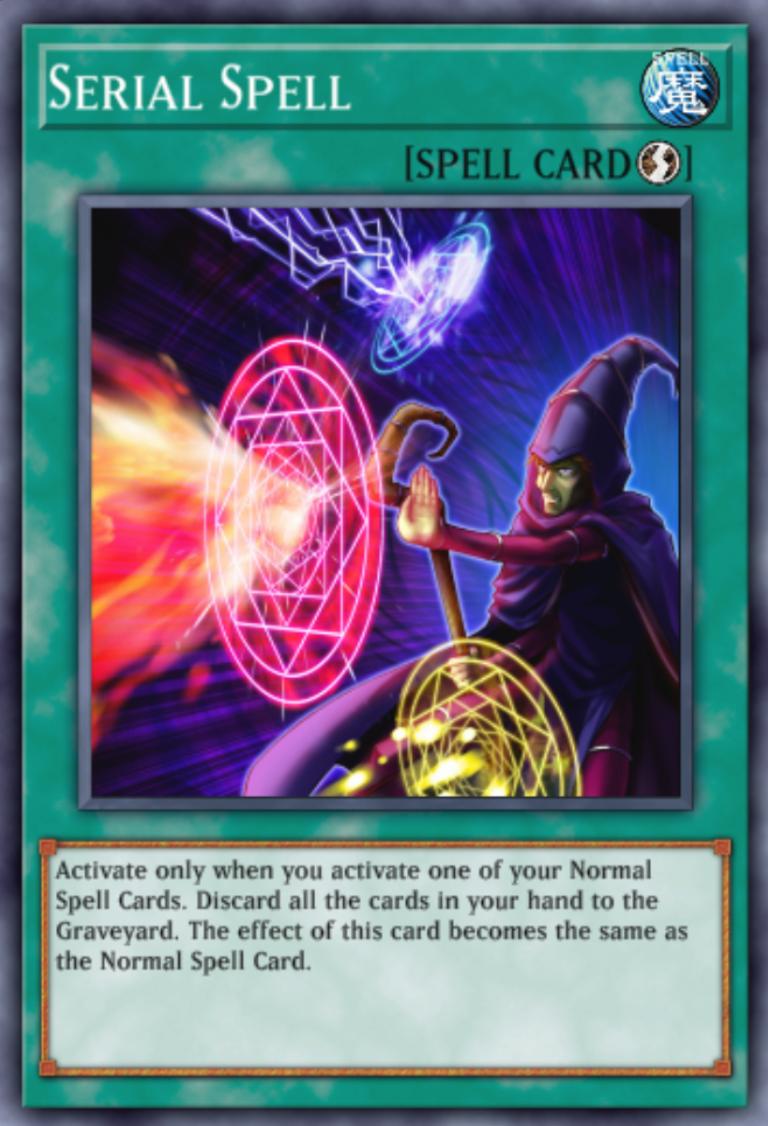 Serial Spell
SPELL
魔
[SPELL CARD]
Activate only when you activate one of your Normal
Spell Cards. Discard all the cards in your hand to the
Graveyard. The effect of this card becomes the same as
the Normal Spell Card.